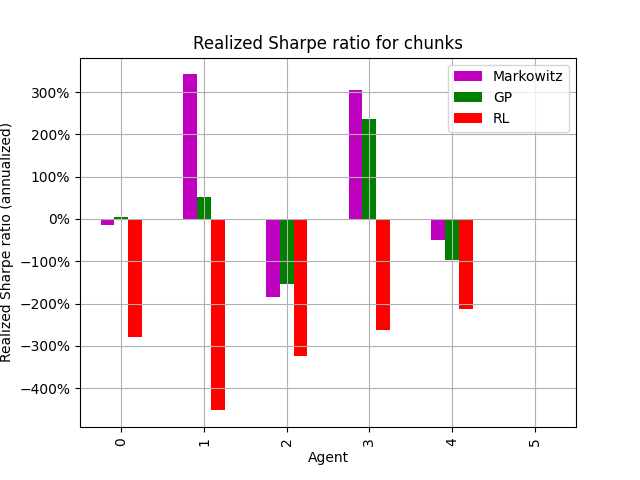 Realized Sharpe ratio for chunks
Markowitz
GP
RL
300%
200%
100%
0%
−100%
−200%
−300%
−400%
Realized Sharpe ratio (annualized)
0
1
2
3
4
5
Agent